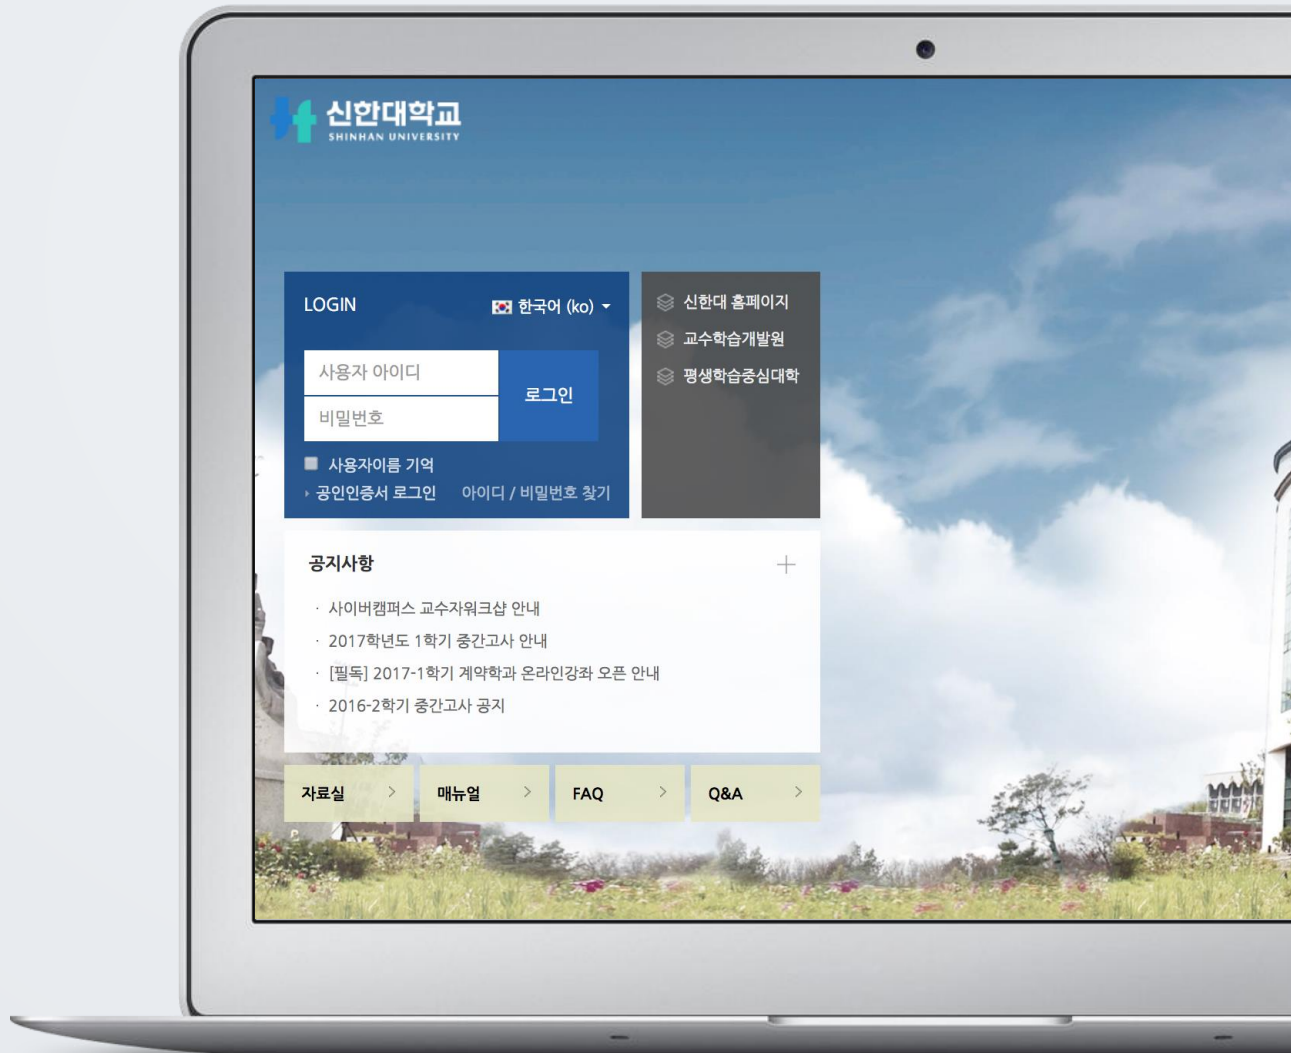 신한대학교
SHINHAN UNIVERSITY
LOGIN
한국어 (ko)
사용자 아이디
비밀번호
로그인
사용자이름 기억
공인인증서 로그인
아이디 / 비밀번호 찾기
신한대 홈페이지
교수학습개발원
평생학습중심대학
공지사항
· 사이버캠퍼스 교수자워크샵 안내
· 2017학년도 1학기 중간고사 안내
· [필독] 2017-1학기 계약학과 온라인강좌 오픈 안내
· 2016-2학기 중간고사 공지
자료실
매뉴얼
FAQ
Q&A